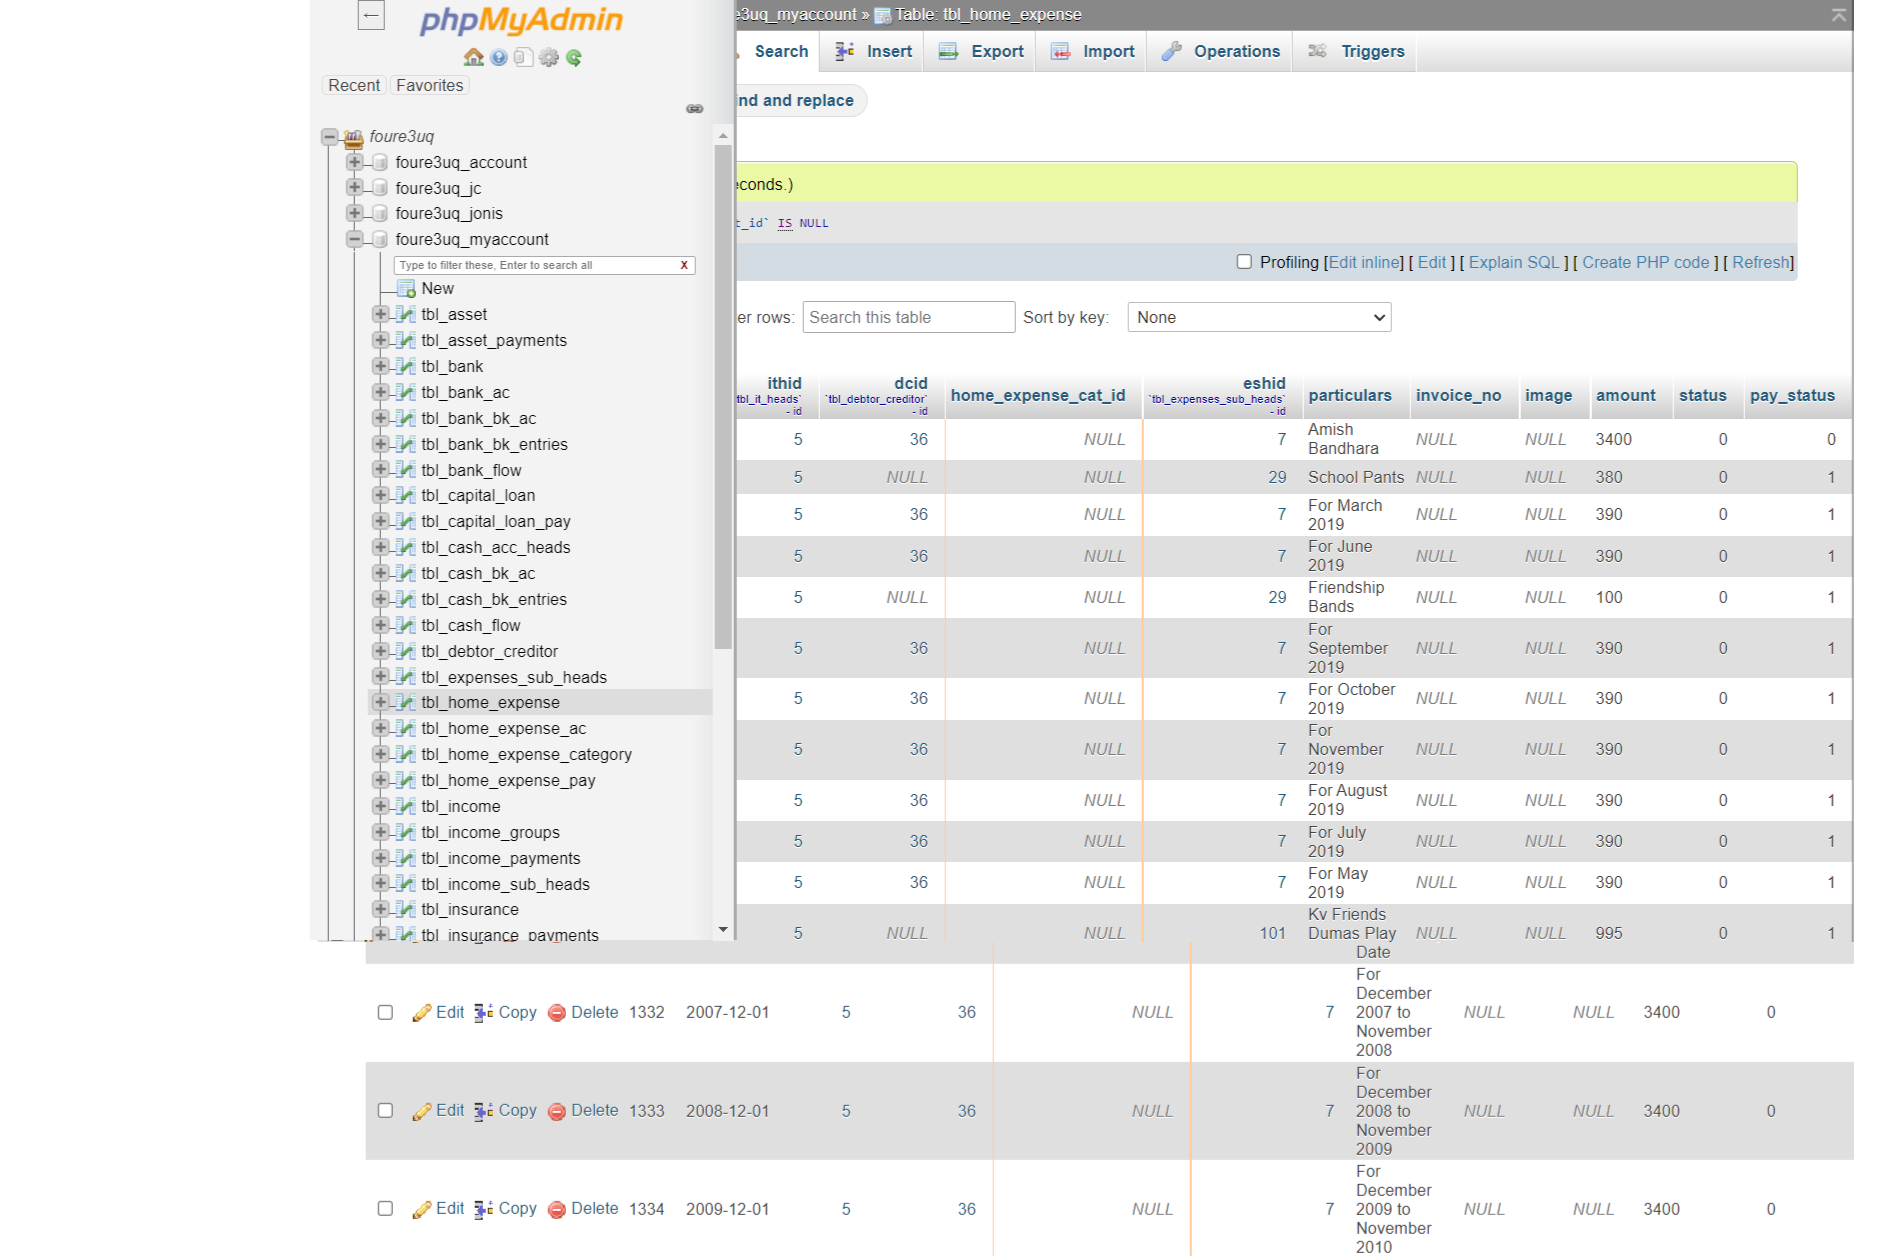 ←
phpMyAdmin
e3uq_myaccount » Table: tbl_home_expense
Search Insert Export Import Operations Triggers
Recent Favorites
ind and replace
foure3uq
foure3uq_account
foure3uq_jc
foure3uq_jonis
foure3uq_myaccount
Type to filter these, Enter to search all X
New
tbl_asset
tbl_asset_payments
tbl_bank
tbl_bank_ac
tbl_bank_bk_ac
tbl_bank_bk_entries
tbl_bank_flow
tbl_capital_loan
tbl_capital_loan_pay
tbl_cash_acc_heads
tbl_cash_bk_ac
tbl_cash_bk_entries
tbl_cash_flow
tbl_debtor_creditor
tbl_expenses_sub_heads
tbl_home_expense
tbl_home_expense_ac
tbl_home_expense_category
tbl_home_expense_pay
tbl_income
tbl_income_groups
tbl_income_payments
tbl_income_sub_heads
tbl_insurance
tbl_insurance_payments
econds.)
t_id` IS NULL
Profiling [Edit inline] [ Edit ] [ Explain SQL ] [ Create PHP code ] [ Refresh]
er rows: Search this table Sort by key: None
ithid dcid home_expense_cat_id eshid particulars invoice_no image amount status pay_status
tbl_it_heads` `tbl_debtor_creditor` `tbl_expenses_sub_heads`
- id - id - id
5 36 NULL 7 Amish Bandhara NULL NULL 3400 0 0
5 NULL NULL 29 School Pants NULL NULL 380 0 1
5 36 NULL 7 For March 2019 NULL NULL 390 0 1
5 36 NULL 7 For June 2019 NULL NULL 390 0 1
5 NULL NULL 29 Friendship Bands NULL NULL 100 0 1
5 36 NULL 7 For September 2019 NULL NULL 390 0 1
5 36 NULL 7 For October 2019 NULL NULL 390 0 1
5 36 NULL 7 For November 2019 NULL NULL 390 0 1
5 36 NULL 7 For August 2019 NULL NULL 390 0 1
5 36 NULL 7 For July 2019 NULL NULL 390 0 1
5 36 NULL 7 For May 2019 NULL NULL 390 0 1
5 NULL NULL 101 Kv Friends Dumas Play Date NULL NULL 995 0 1
Edit Copy Delete 1332 2007-12-01 5 36 NULL 7 For December 2007 to November 2008 NULL NULL 3400 0
Edit Copy Delete 1333 2008-12-01 5 36 NULL 7 For December 2008 to November 2009 NULL NULL 3400 0
Edit Copy Delete 1334 2009-12-01 5 36 NULL 7 For December 2009 to November 2010 NULL NULL 3400 0